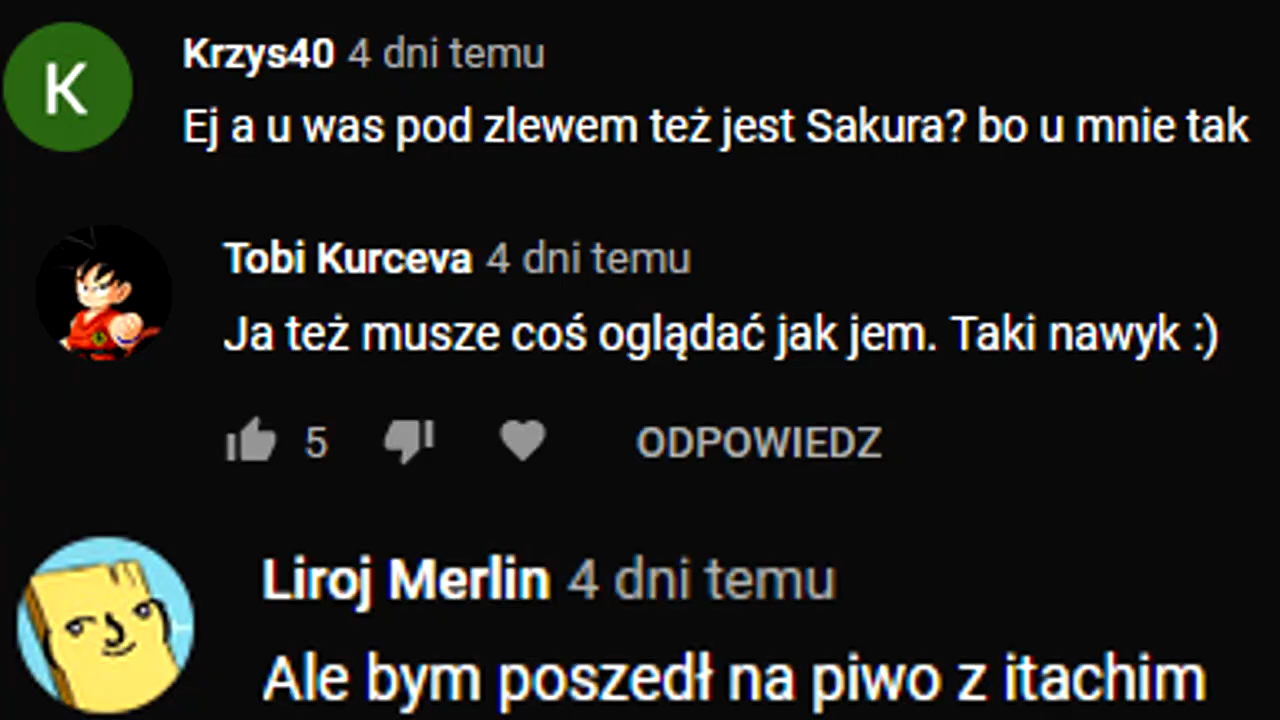 K
Krzys40 4 dni temu
Ej a u was pod zlewem też jest Sakura? bo u mnie tak
Tobi Kurceva 4 dni temu
Ja też musze coś oglądać jak jem. Taki nawyk :)
5 ODPOWIEDZ
Liroj Merlin 4 dni temu
Ale bym poszedł na piwo z itachim